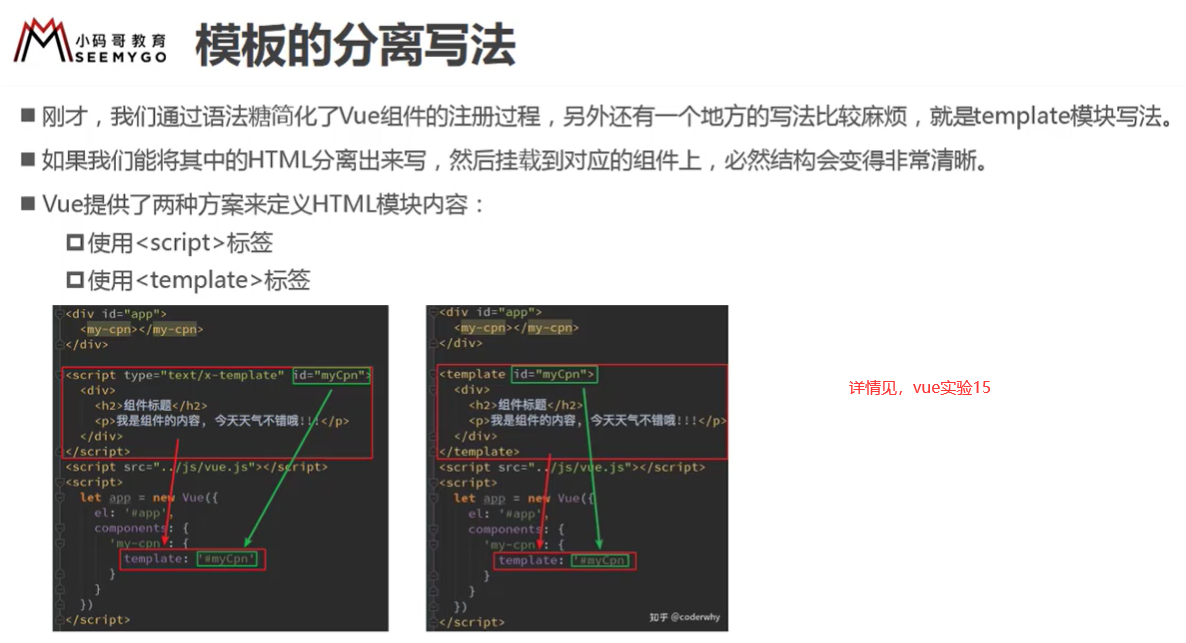 小码哥教育
SEEMYGO
模板的分离写法
刚才，我们通过语法糖简化了Vue组件的注册过程，另外还有一个地方的写法比较麻烦，就是template模块写法。
如果我们能将其中的HTML分离出来写，然后挂载到对应的组件上，必然结构会变得非常清晰。
Vue提供了两种方案来定义HTML模块内容：
使用<script>标签
使用<template>标签
<div id="app">
<my-cpn></my-cpn>
</div>
<script type="text/x-template" id="myCpn">
<div>
<h2>组件标题</h2>
<p>我是组件的内容，今天天气不错哦!!!</p>
</div>
</script>
<script src="../js/vue.js"></script>
<script>
let app = new Vue({
el: '#app',
components: {
'my-cpn': {
template: '#myCpn'
}
}
})
</script>
<div id="app">
<my-cpn></my-cpn>
</div>
<template id="myCpn">
<div>
<h2>组件标题</h2>
<p>我是组件的内容，今天天气不错哦!!!</p>
</div>
</template>
<script src="../js/vue.js"></script>
<script>
let app = new Vue({
el: '#app',
components: {
'my-cpn': {
template: '#myCpn'
}
}
})
</script>
知乎 @coderwhy
详情见，vue实验15